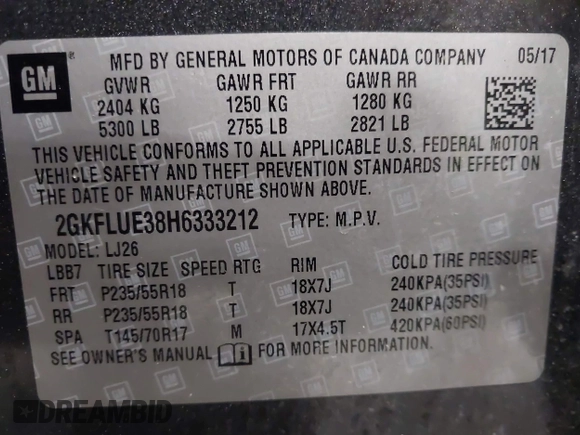 GM
MFD BY GENERAL MOTORS OF CANADA COMPANY 05/17
GVWR GAWR FRT GAWR RR
2404 KG 1250 KG 1280 KG
5300 LB 2755 LB 2821 LB
THIS VEHICLE CONFORMS TO ALL APPLICABLE U.S. FEDERAL MOTOR
VEHICLE SAFETY AND THEFT PREVENTION STANDARDS IN EFFECT ON
THE DATE OF MANUFACTURE SHOWN ABOVE.
2GKFLUE38H6333212 TYPE: M.P.V.
MODEL: LJ26
LBB7 TIRE SIZE SPEED RTG RIM COLD TIRE PRESSURE
FRT P235/55R18 T 18X7J 240KPA(35PSI)
RR P235/55R18 T 18X7J 240KPA(35PSI)
SPA T145/70R17 M 17X4.5T 420KPA(60PSI)
SEE OWNER'S MANUAL FOR MORE INFORMATION.
DREAMBID